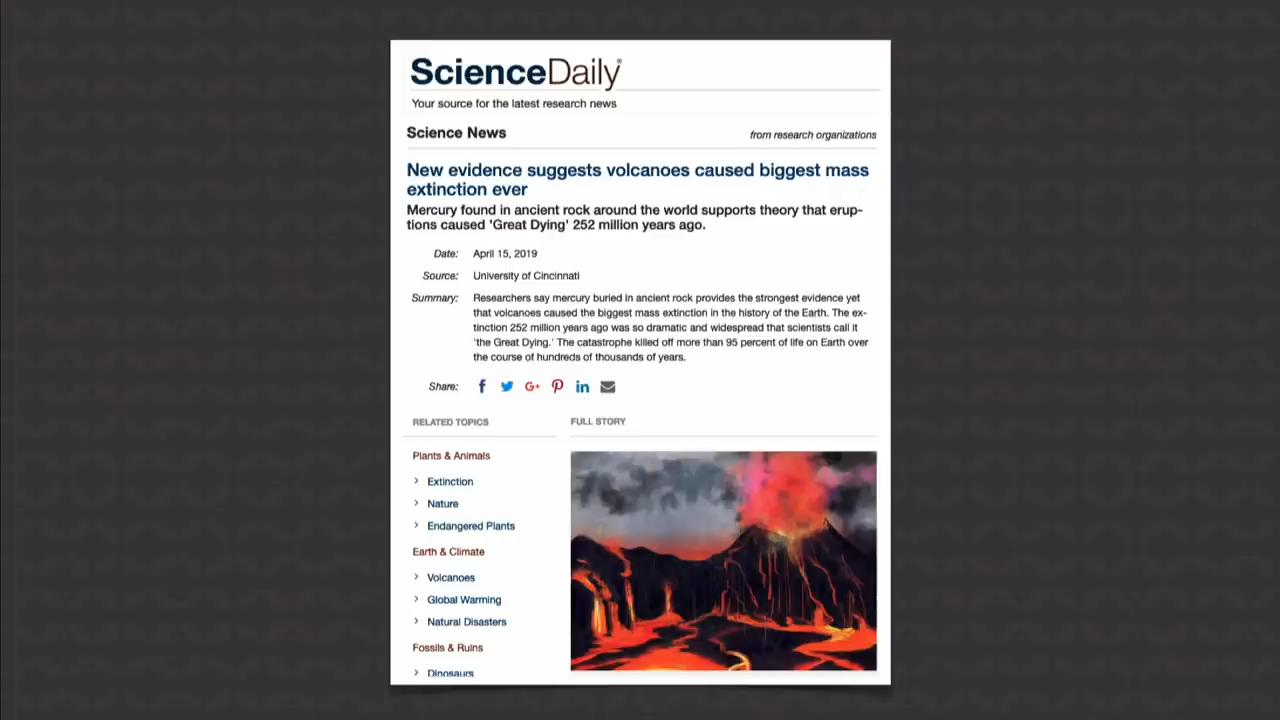 ScienceDaily®
Your source for the latest research news
Science News
from research organizations
New evidence suggests volcanoes caused biggest mass
extinction ever
Mercury found in ancient rock around the world supports theory that erup-
tions caused 'Great Dying' 252 million years ago.
Date: April 15, 2019
Source: University of Cincinnati
Summary: Researchers say mercury buried in ancient rock provides the strongest evidence yet
that volcanoes caused the biggest mass extinction in the history of the Earth. The ex-
tinction 252 million years ago was so dramatic and widespread that scientists call it
'the Great Dying.' The catastrophe killed off more than 95 percent of life on Earth over
the course of hundreds of thousands of years.
Share: f G+ in
RELATED TOPICS
Plants & Animals
Extinction
Nature
Endangered Plants
Earth & Climate
Volcanoes
Global Warming
Natural Disasters
Fossils & Ruins
Dinosaurs
FULL STORY